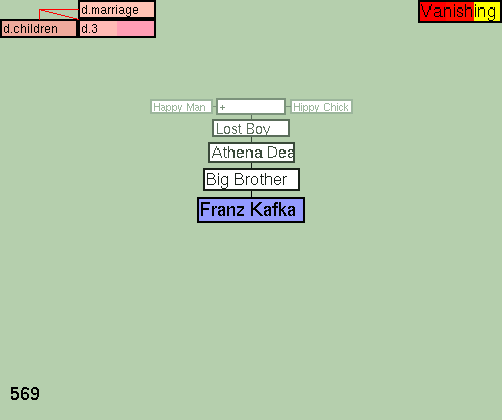 d.marriage
Vanishing
d.children
d.3
Happy Man
+
Hippy Chick
Lost Boy
Athena Dea
Big Brother
Franz Kafka
569